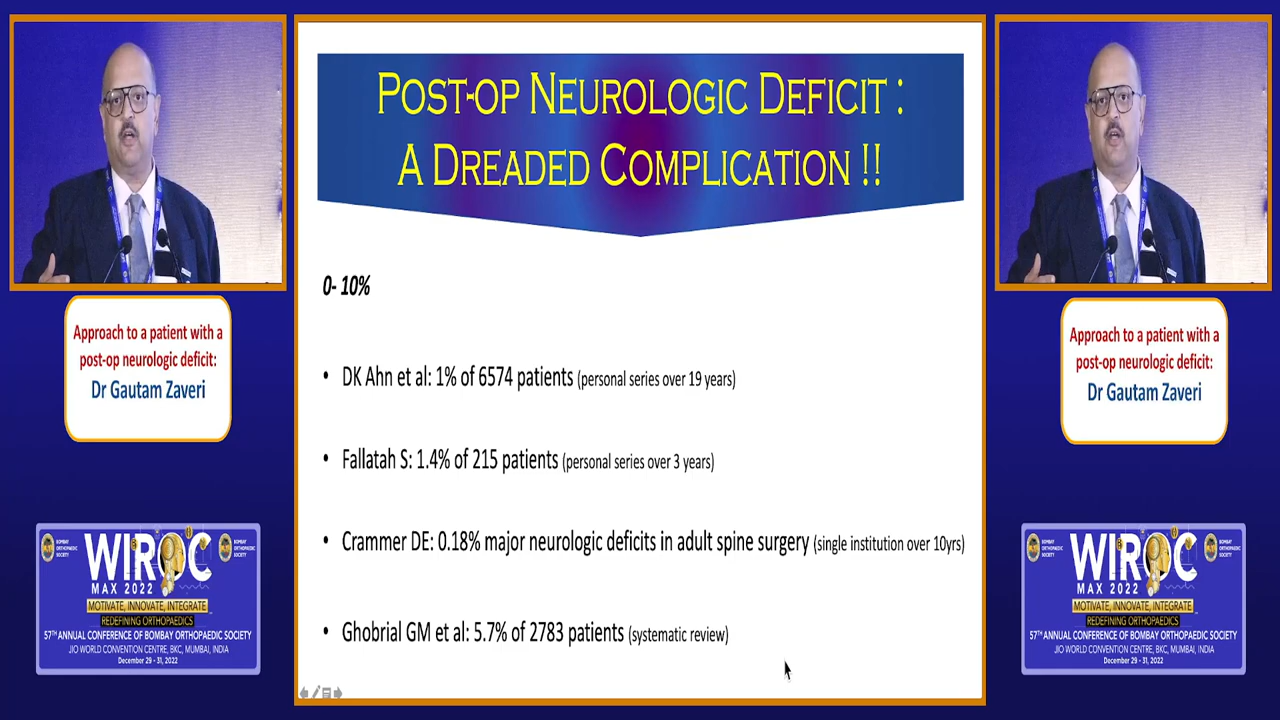 POST-OP NEUROLOGIC DEFICIT :
A DREADED COMPLICATION !!
0- 10%
• DK Ahn et al: 1% of 6574 patients (personal series over 19 years)
• Fallatah S: 1.4% of 215 patients (personal series over 3 years)
• Crammer DE: 0.18% major neurologic deficits in adult spine surgery (single institution over 10yrs)
• Ghobrial GM et al: 5.7% of 2783 patients (systematic review)
Approach to a patient with a
post-op neurologic deficit:
Dr Gautam Zaveri
BOMBAY
ORTHOPAEDIC
SOCIETY
WIROC
MAX 2022
MOTIVATE, INNOVATE, INTEGRATE
REDEFINING ORTHOPAEDICS
57TH ANNUAL CONFERENCE OF BOMBAY ORTHOPAEDIC SOCIETY
JIO WORLD CONVENTION CENTRE, BKC, MUMBAI, INDIA
December 29 - 31, 2022
Approach to a patient with a
post-op neurologic deficit:
Dr Gautam Zaveri
BOMBAY
ORTHOPAEDIC
SOCIETY
WIROC
MAX 2022
MOTIVATE, INNOVATE, INTEGRATE
REDEFINING ORTHOPAEDICS
57TH ANNUAL CONFERENCE OF BOMBAY ORTHOPAEDIC SOCIETY
JIO WORLD CONVENTION CENTRE, BKC, MUMBAI, INDIA
December 29 - 31, 2022